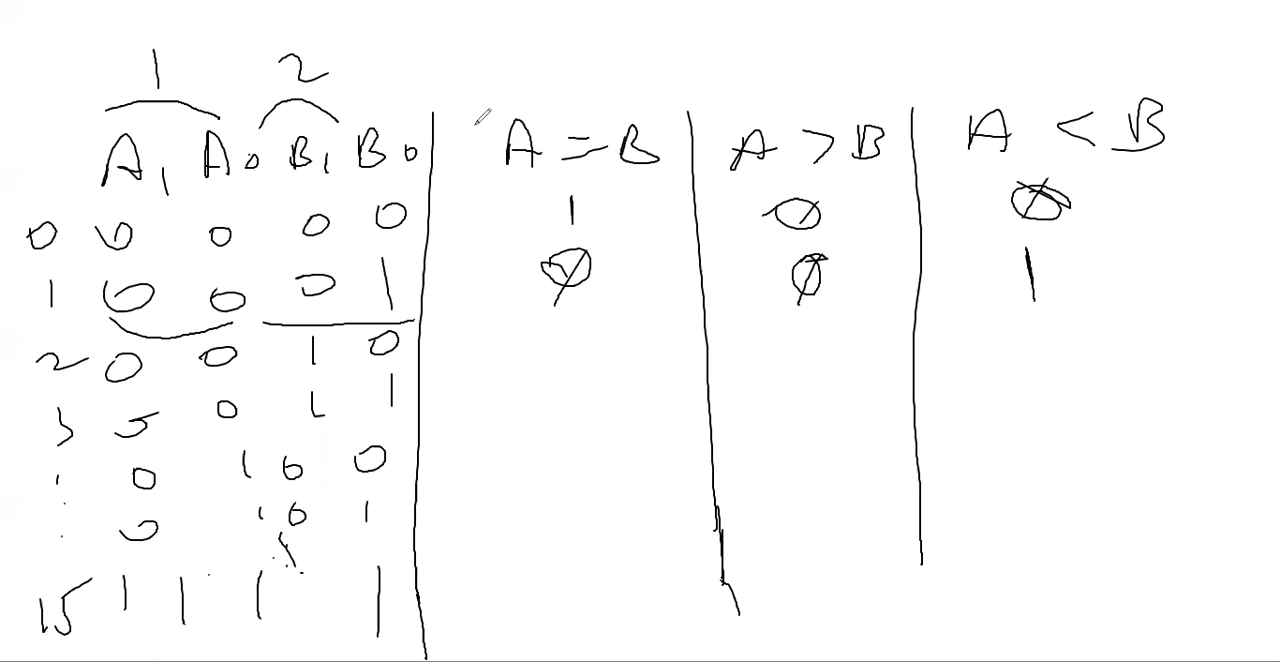 1 2
A₁ A₀ B₁ B₀ A = B A > B A < B
0 0 0 0 0 1 0 0
1 0 0 0 1 0 0 1
2 0 0 1 0
3 0 0 1 1
0 1 0 0
0 1 0 1
15 1 1 1 1